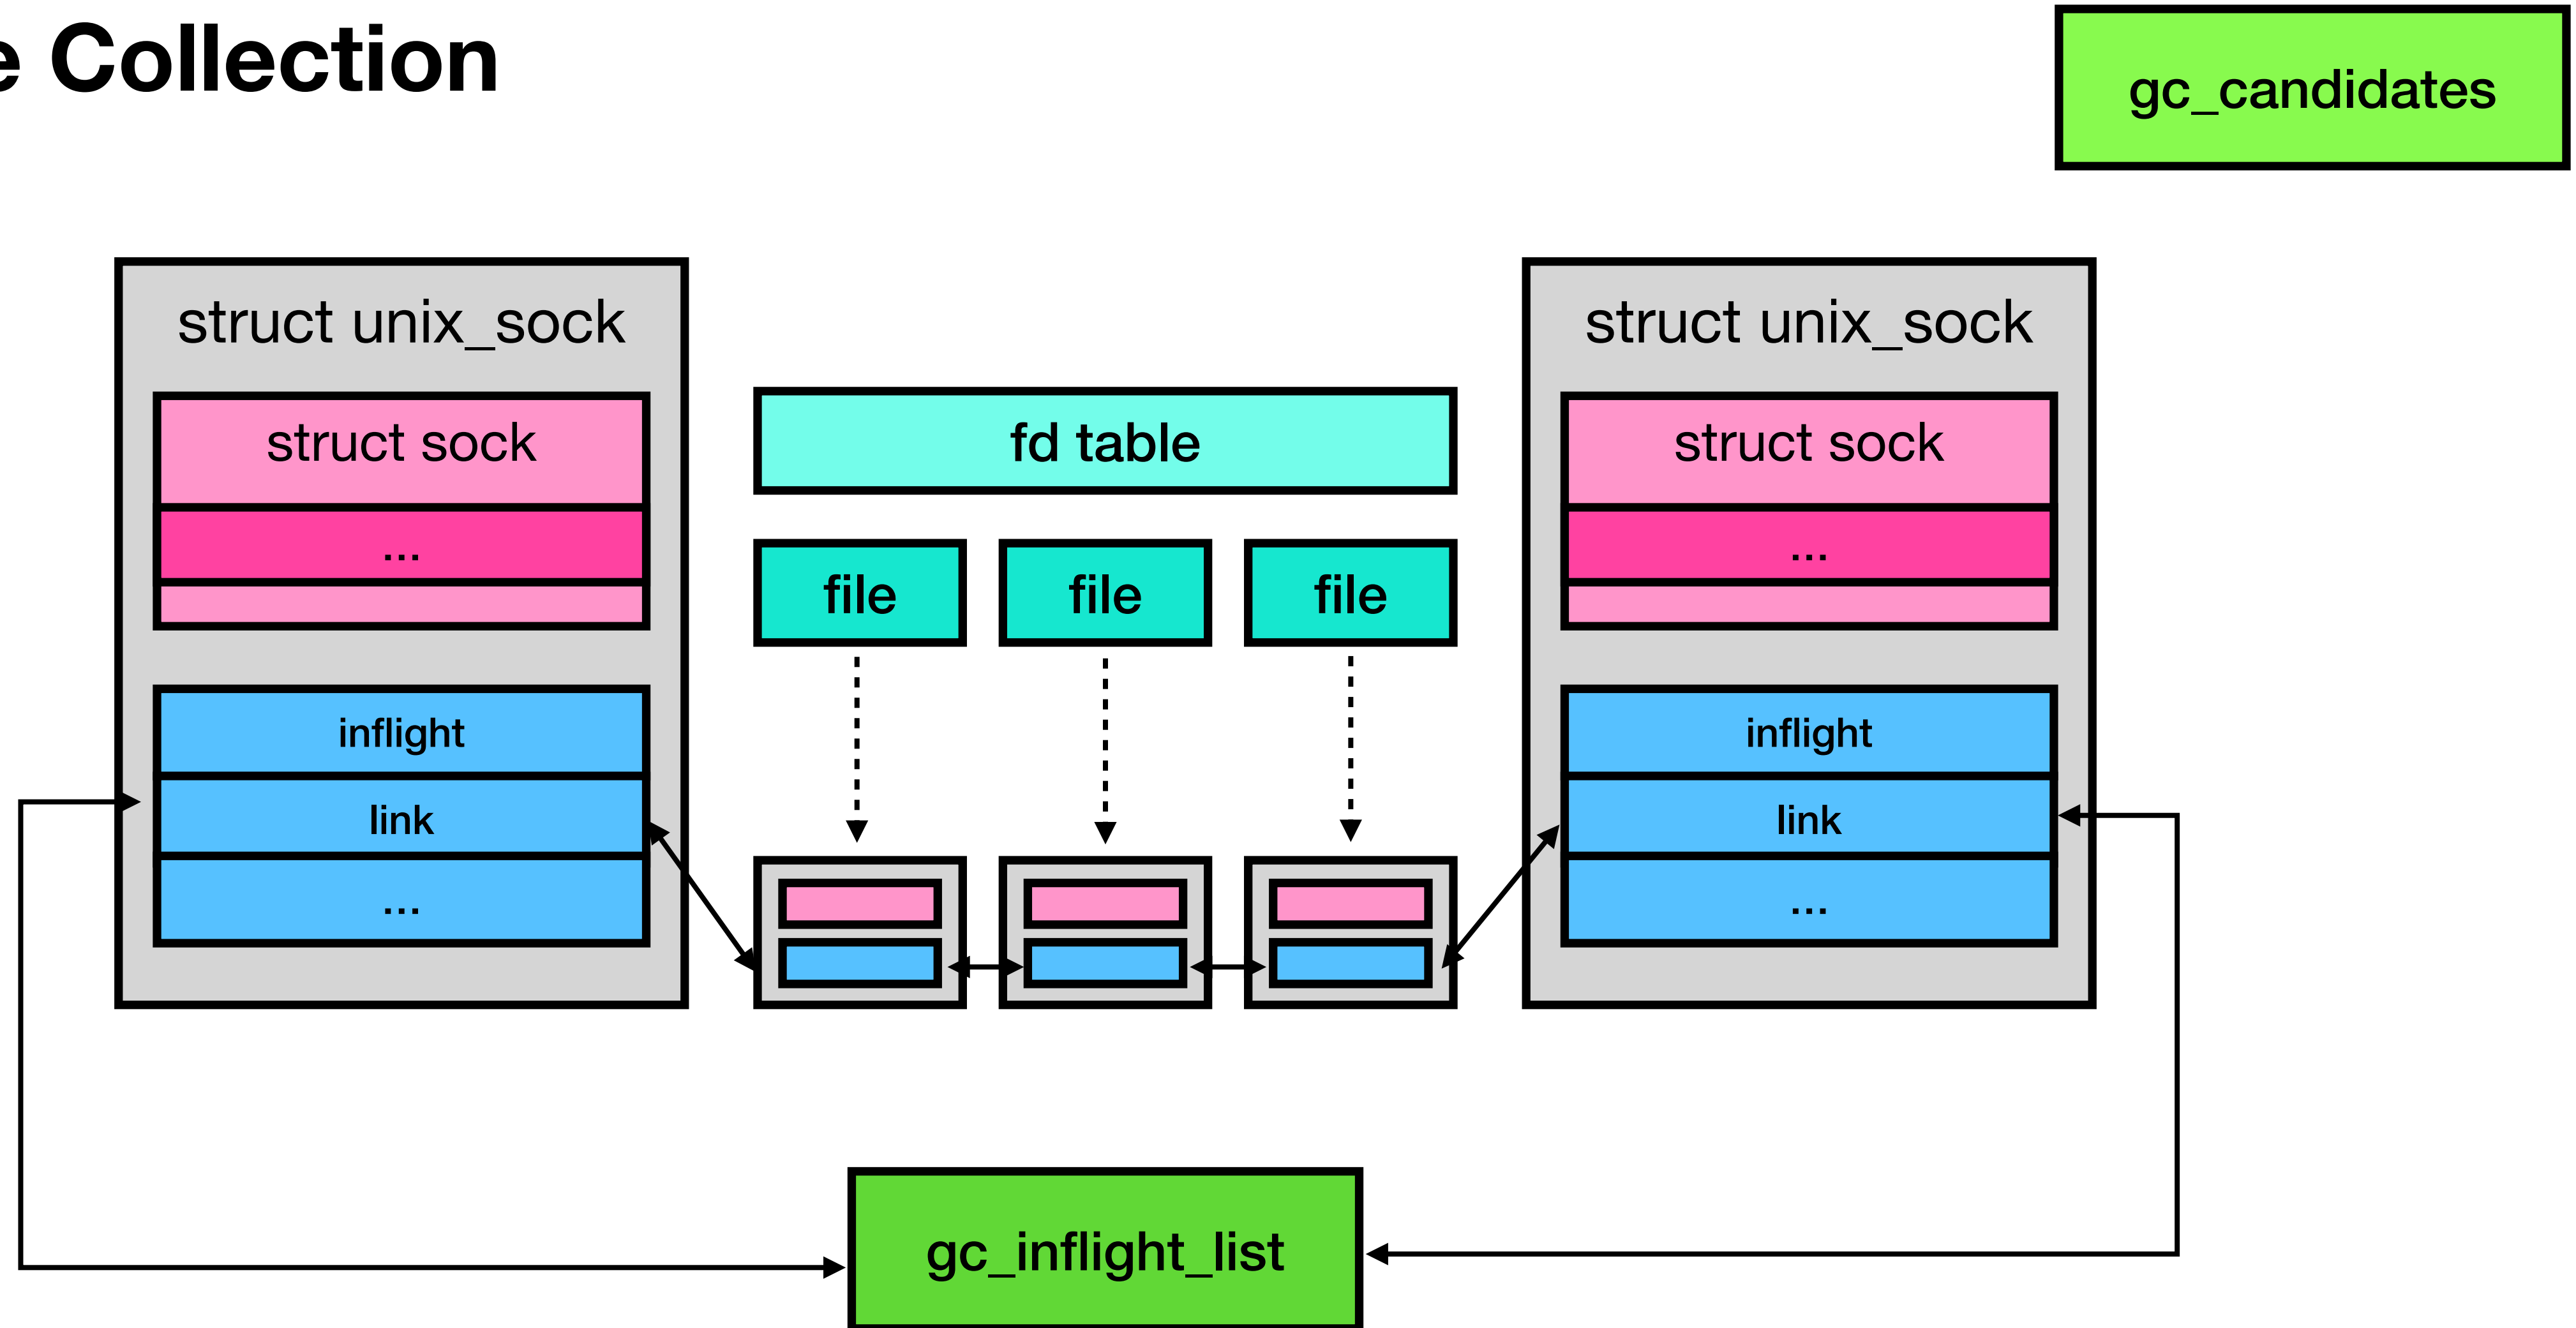 e Collection
gc_candidates
struct unix_sock
struct sock
...
inflight
link
...
fd table
file
file
file
struct unix_sock
struct sock
...
inflight
link
...
gc_inflight_list